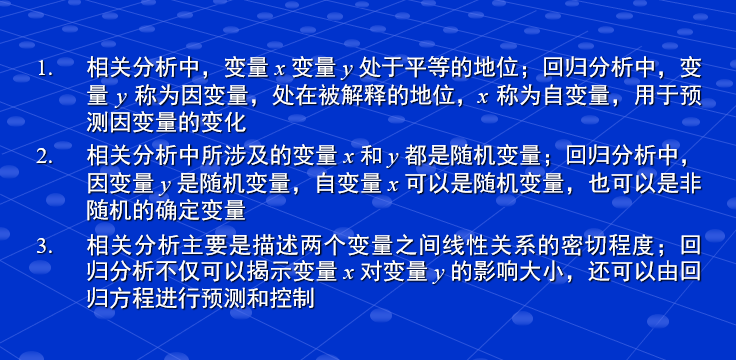 1. 相关分析中，变量 x 变量 y 处于平等的地位；回归分析中，变
量 y 称为因变量，处在被解释的地位，x 称为自变量，用于预
测因变量的变化
2. 相关分析中所涉及的变量 x 和 y 都是随机变量；回归分析中，
因变量 y 是随机变量，自变量 x 可以是随机变量，也可以是非
随机的确定变量
3. 相关分析主要是描述两个变量之间线性关系的密切程度；回
归分析不仅可以揭示变量 x 对变量 y 的影响大小，还可以由回
归方程进行预测和控制